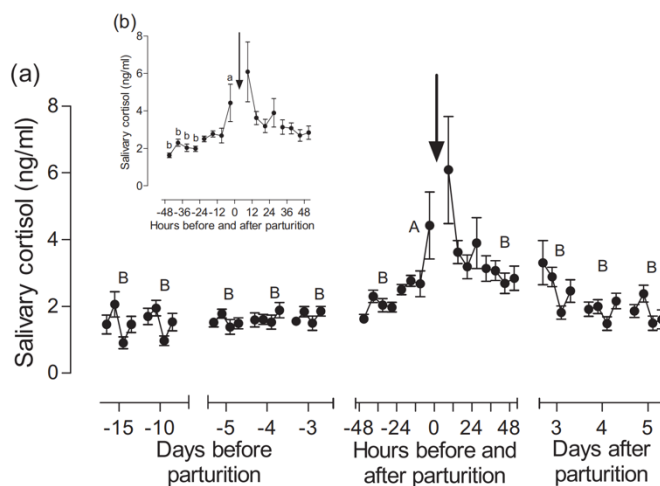 (a)
(b)
8
6
4
2
0
Salivary cortisol (ng/ml)
b
b
b
b
a
-48
-36
-24
-12
0
12
24
36
48
Hours before and after parturition
8
6
4
2
0
Salivary cortisol (ng/ml)
B
B
B
B
B
B
A
B
B
B
B
-15
-10
-5
-4
-3
Days before
parturition
-48
-24
0
24
48
Hours before and
after parturition
3
4
5
Days after
parturition